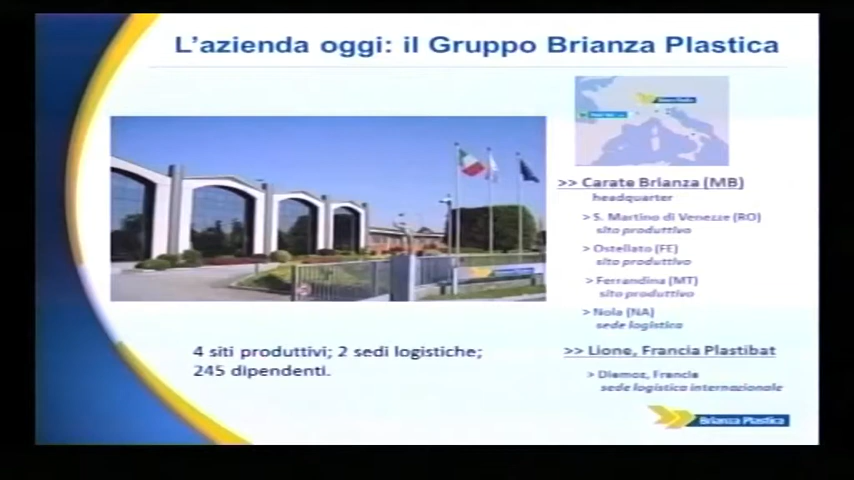 L'azienda oggi: il Gruppo Brianza Plastica
>> Carate Brianza (MB)
headquarter
> S. Martino di Venezze (RO)
sito produttivo
> Ostellato (FE)
sito produttivo
> Ferrandina (MT)
sito produttivo
> Nola (NA)
sede logistica
>> Lione, Francia Plastibat
> Diemoz, Francia
sede logistica internazionale
4 siti produttivi; 2 sedi logistiche;
245 dipendenti.
Brianza Plastica